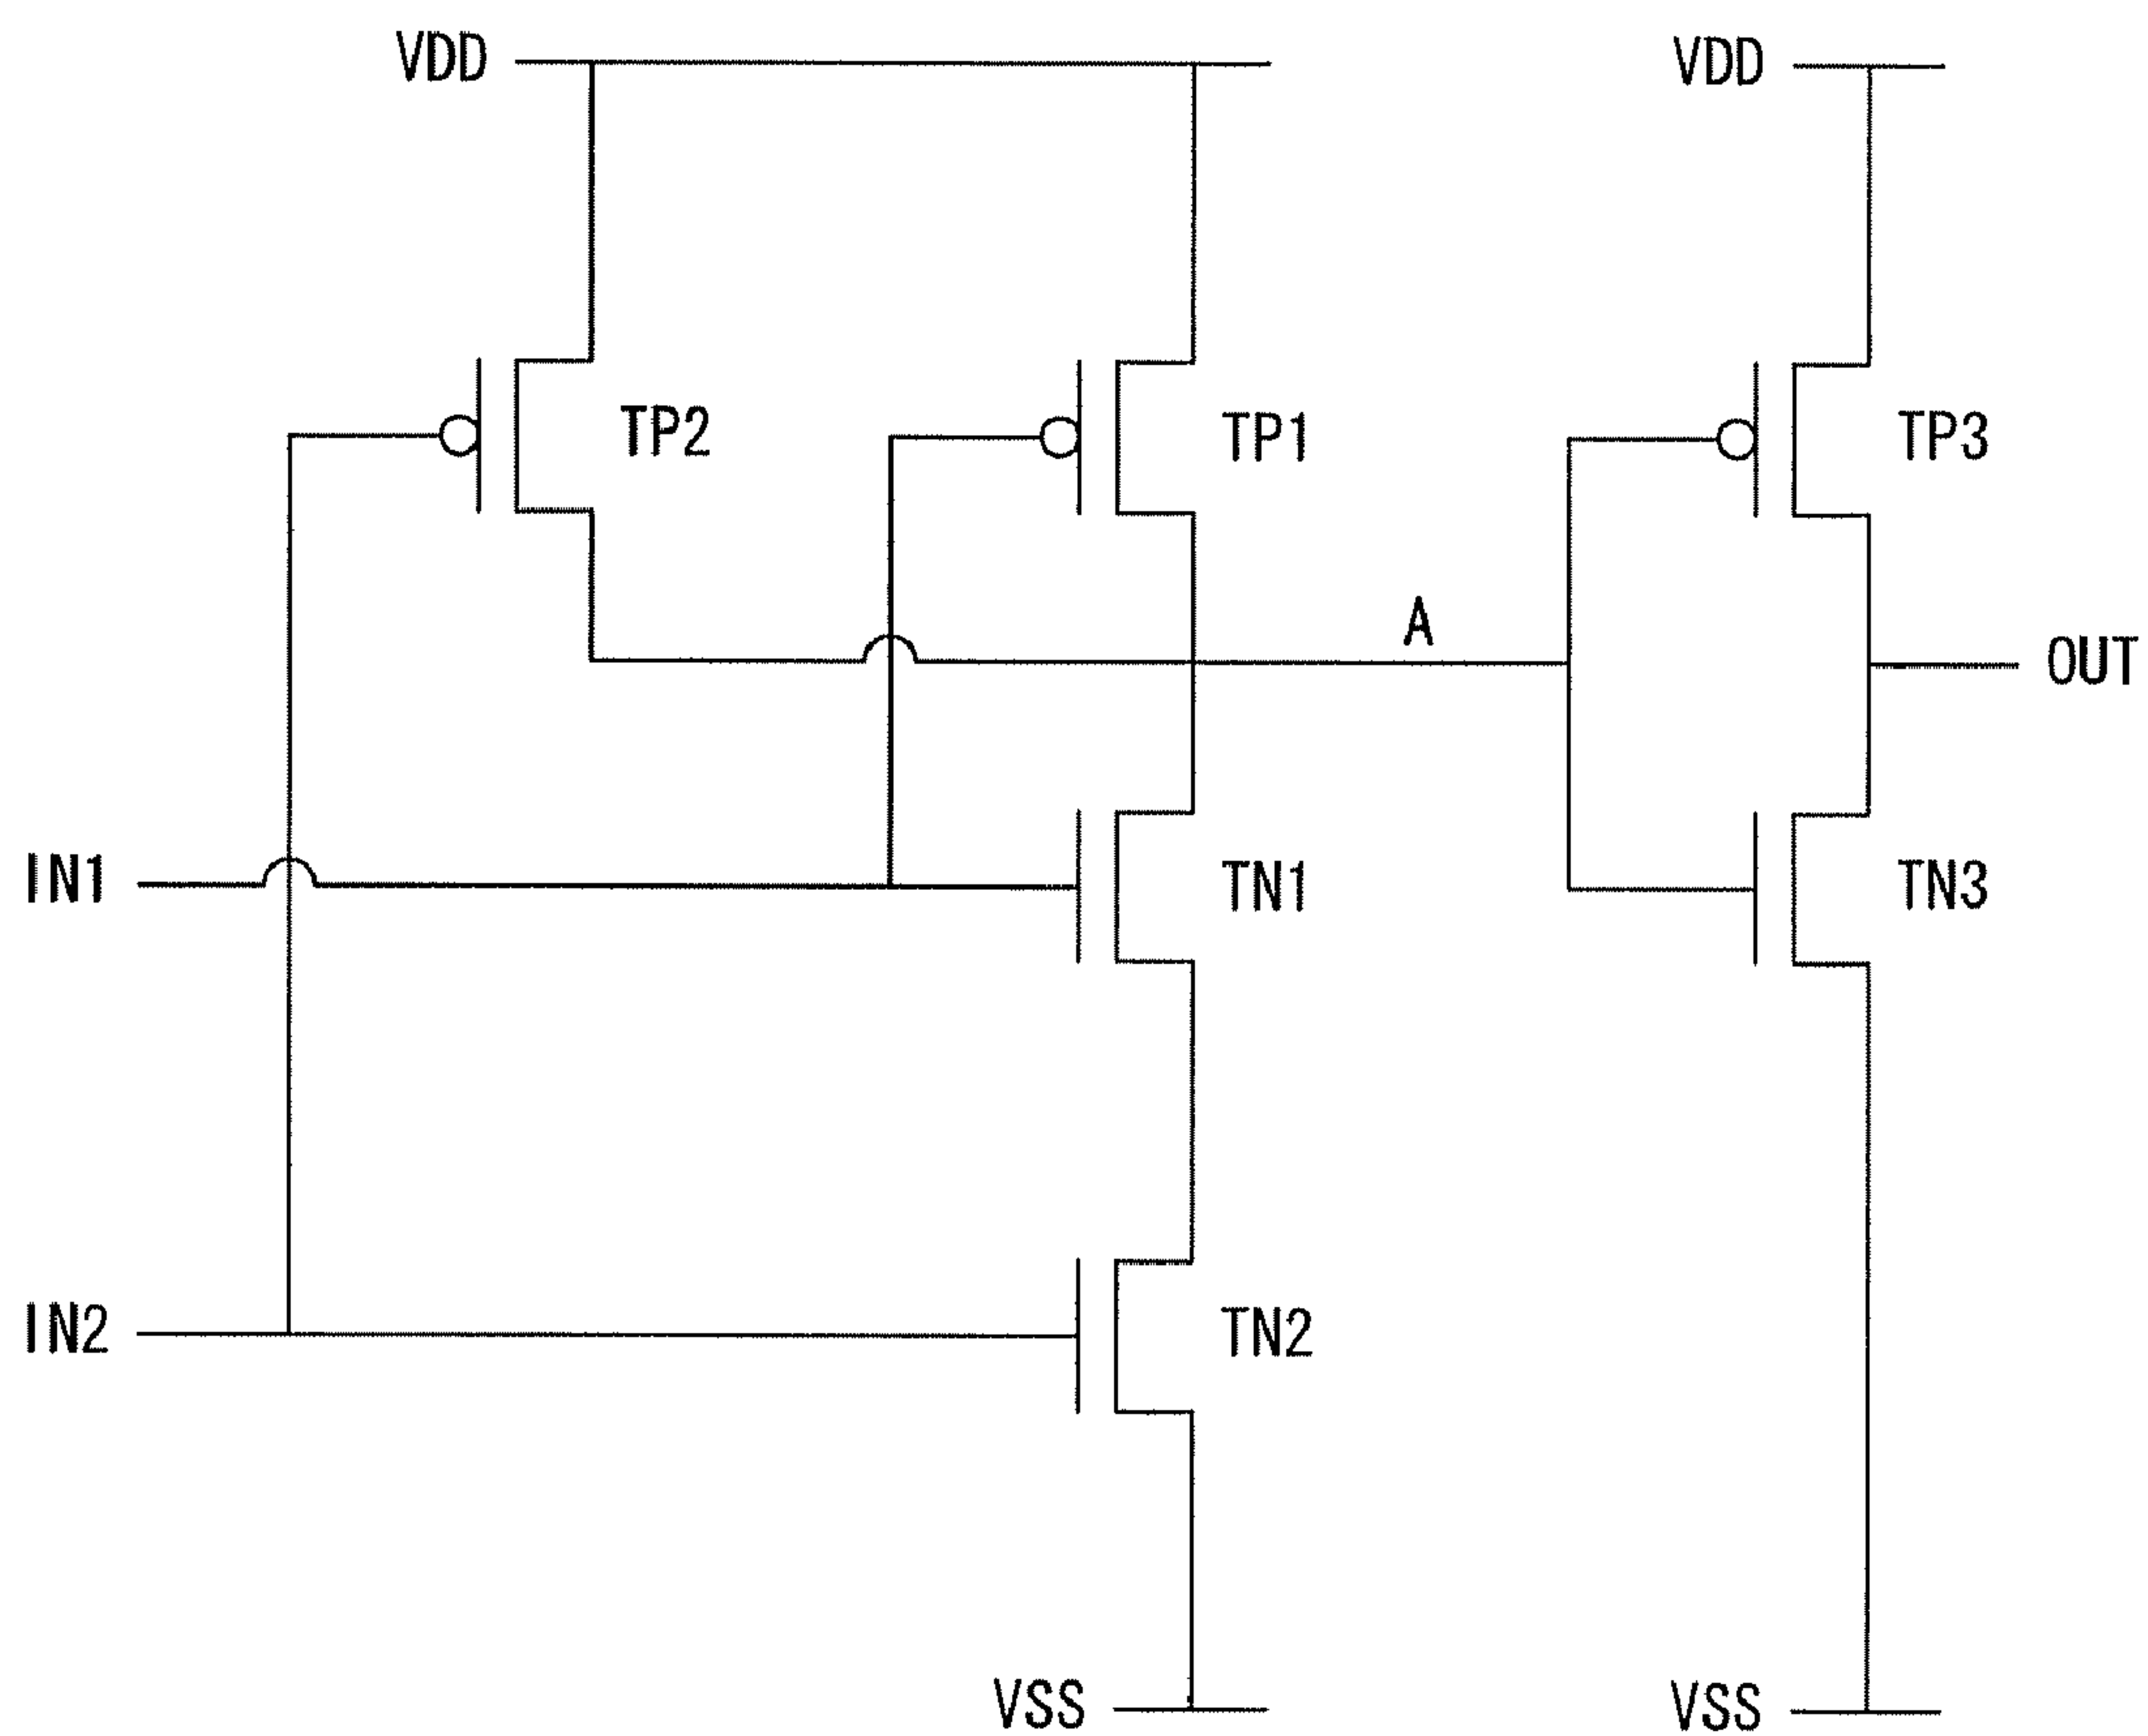 VDD
VDD
TP2
TP1
TP3
A
OUT
IN1
TN1
TN3
IN2
TN2
VSS
VSS